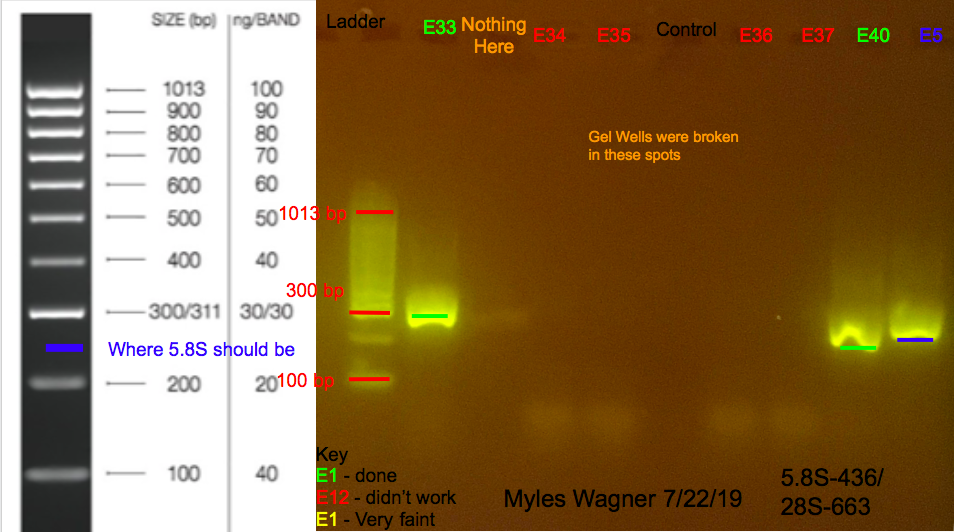 SIZE (bp) ng/BAND
1013 100
900 90
800 80
700 70
600 60
500 50
400 40
300/311 30/30
Where 5.8S should be
200 20
100 40
Ladder E33 Nothing Here E34 E35 Control E36 E37 E40 E5
Gel Wells were broken
in these spots
1013 bp
300 bp
100 bp
Key
E1 - done
E12 - didn't work
E1 - Very faint
Myles Wagner 7/22/19
5.8S-436/
28S-663